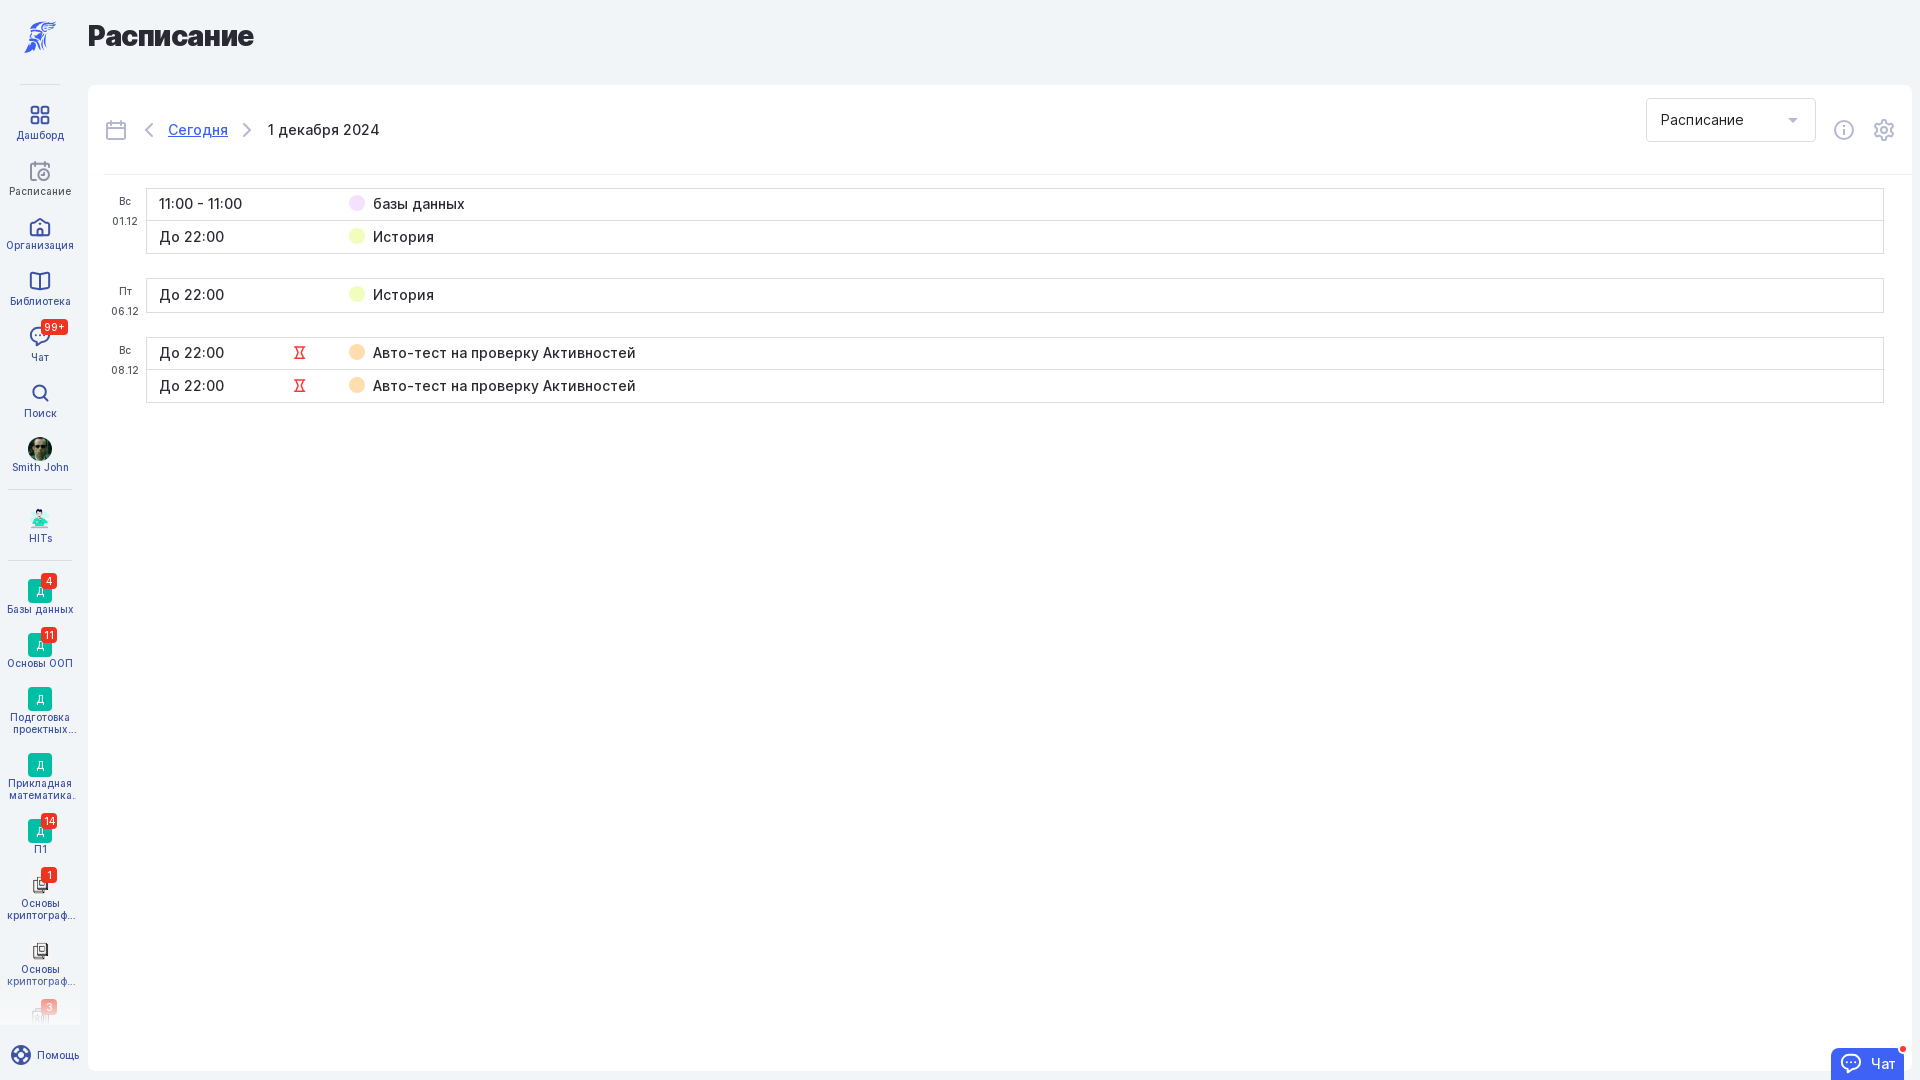 Расписание
Дашборд
Расписание
Организация
Библиотека
99+
Чат
Поиск
Smith John
HITs
4
Д
Базы данных
11
Д
Основы ООП
Д
Подготовка
проектных...
Д
Прикладная
математика.
14
Д
П1
1
Основы
криптограф...
Основы
криптограф...
3
Помощь
Сегодня
1 декабря 2024
Расписание
Вс
01.12
11:00 - 11:00 базы данных
До 22:00 История
Пт
06.12
До 22:00 История
Вс
08.12
До 22:00 Авто-тест на проверку Активностей
До 22:00 Авто-тест на проверку Активностей
Чат